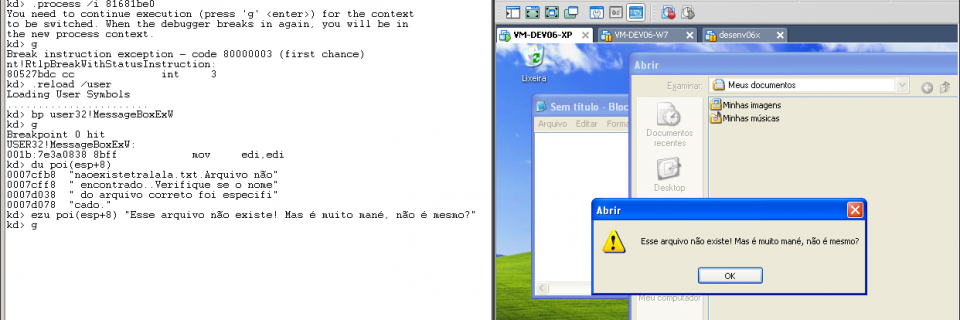 kd> .process /i 81681be0
You need to continue execution (press 'g' <enter>) for the context
to be switched. When the debugger breaks in again, you will be in
the new process context.
kd> g
Break instruction exception - code 80000003 (first chance)
nt!RtlpBreakWithStatusInstruction:
80527bdc cc              int     3
kd> .reload /user
Loading User Symbols
.......................
kd> bp user32!MessageBoxExW
kd> g
Breakpoint 0 hit
USER32!MessageBoxExW:
001b:7e3a0838 8bff            mov     edi,edi
kd> du poi(esp+8)
0007cfb8  "naoexistetralala.txt.Arquivo não"
0007cff8  " encontrado..Verifique se o nome"
0007d038  " do arquivo correto foi especifi"
0007d078  "cado."
kd> ezu poi(esp+8) "Esse arquivo não existe! Mas é muito mané, não é mesmo?"
kd> g
VM-DEV06-XP
VM-DEV06-W7
desenv06x
Lixeira
Sem título - Bloc
Arquivo Editar Forma
Abrir
Examinar:
Meus documentos
Documentos
recentes
Desktop
Minhas imagens
Minhas músicas
Abrir
Esse arquivo não existe! Mas é muito mané, não é mesmo?
OK
Meu computador